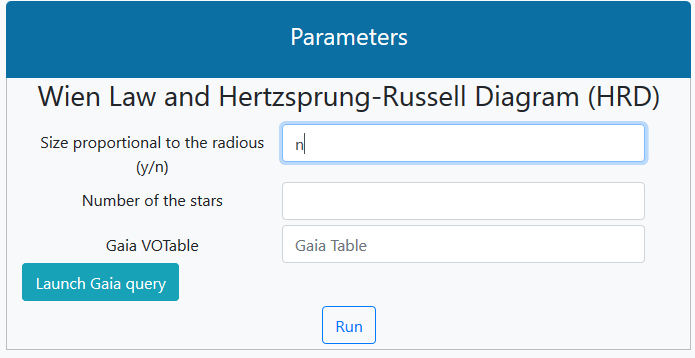 Parameters
Wien Law and Hertzsprung-Russell Diagram (HRD)
Size proportional to the radious
(y/n)
n
Number of the stars
Gaia VOTable
Gaia Table
Launch Gaia query
Run